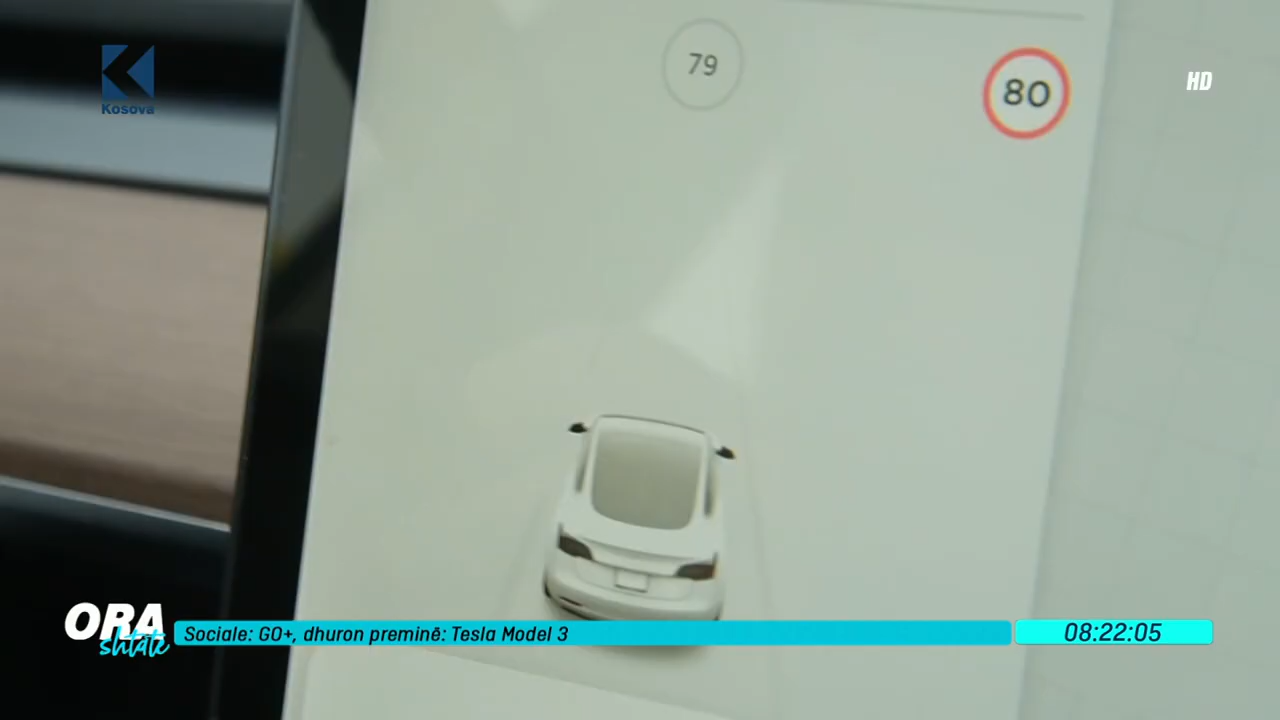 79
80
HD
Kosova
ORA
shtatë
Sociale: GO+, dhuron preminë: Tesla Model 3
08:22:05